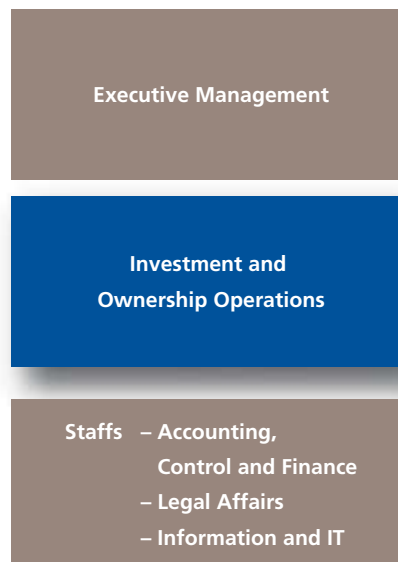 Executive Management
Investment and
Ownership Operations
Staffs – Accounting,
Control and Finance
– Legal Affairs
– Information and IT